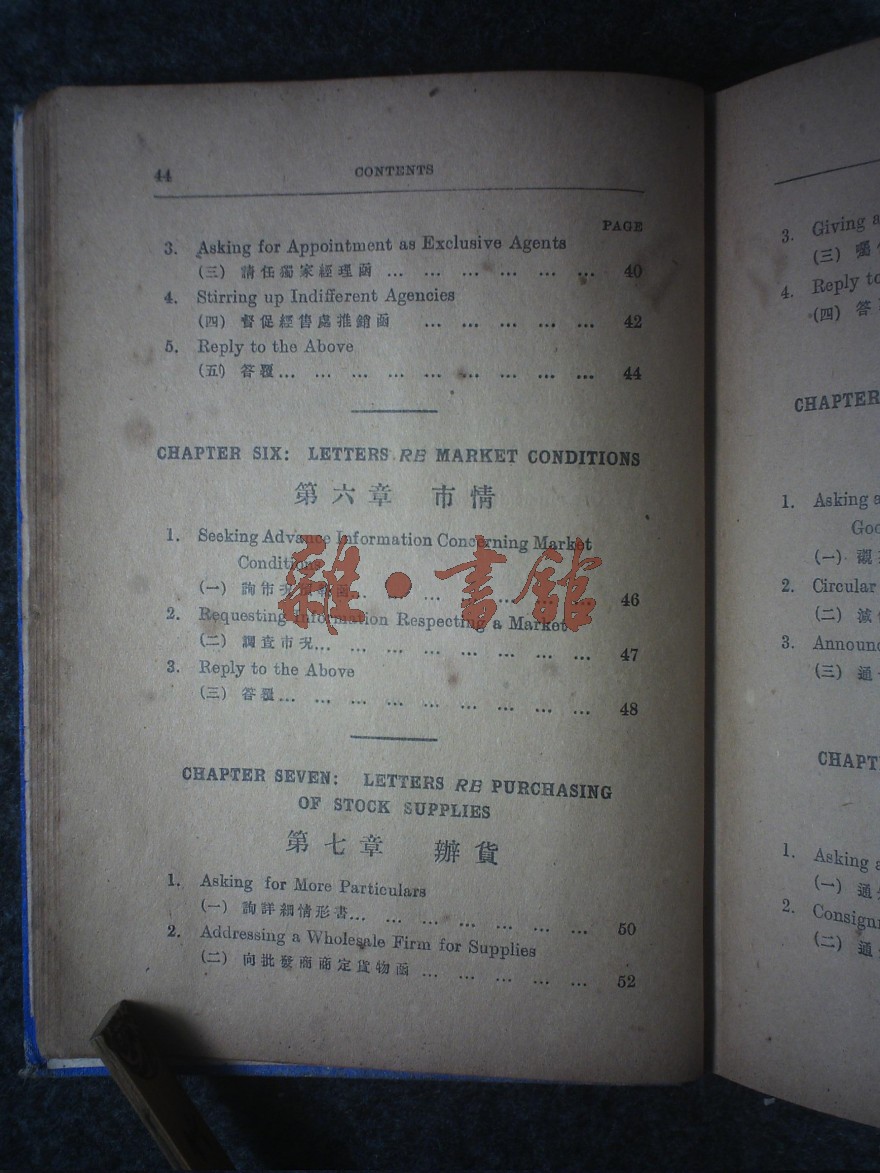 44
CONTENTS
PAGE
3. Asking for Appointment as Exclusive Agents
(三) 請任獨家經理函 ... ... ... ... ... ... 40
4. Stirring up Indifferent Agencies
(四) 督促經售處推銷函 ... ... ... ... ... 42
5. Reply to the Above
(五) 答覆... ... ... ... ... ... ... ... ... 44
CHAPTER SIX: LETTERS RE MARKET CONDITIONS
第六章 市情
1. Seeking Advance Information Concerning Market
Conditions
(一) 詢市況預報函... ... ... ... ... ... ... 46
2. Requesting Information Respecting a Market
(二) 調查市況... ... ... ... ... ... ... ... 47
3. Reply to the Above
(三) 答覆... ... ... ... ... ... ... ... ... 48
CHAPTER SEVEN: LETTERS RE PURCHASING
OF STOCK SUPPLIES
第七章 辦貨
1. Asking for More Particulars
(一) 詢詳細情形書... ... ... ... ... ... ... 50
2. Addressing a Wholesale Firm for Supplies
(二) 向批發商商定貨物函 ... ... ... ... ... 52
雜·書館
3. Giving a
(三)
4. Reply to
(四) 答
CHAPTER
1. Asking a
(一)
2. Circular
(二) 減
3. Announc
(三) 通
CHAPT
1. Asking a
(一) 通
2. Consignm
(二) 通